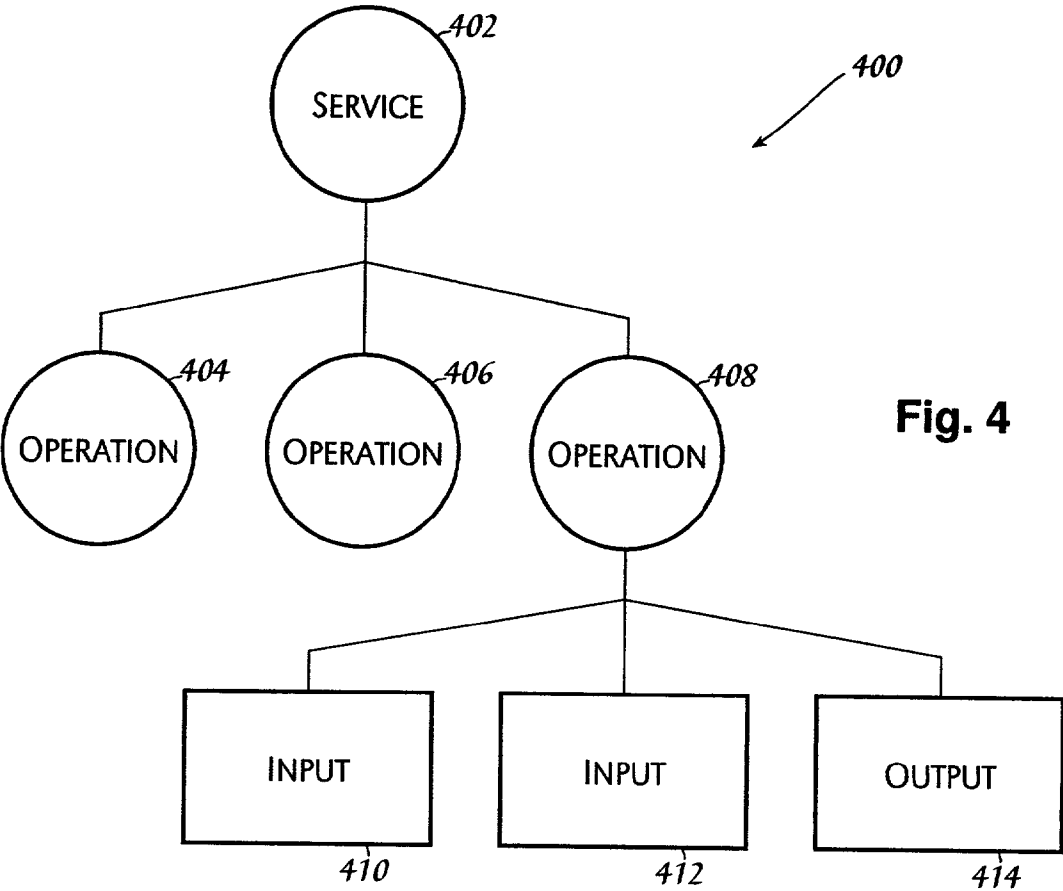 402
400
SERVICE
404
406
408
Fig. 4
OPERATION
OPERATION
OPERATION
INPUT
INPUT
OUTPUT
410
412
414